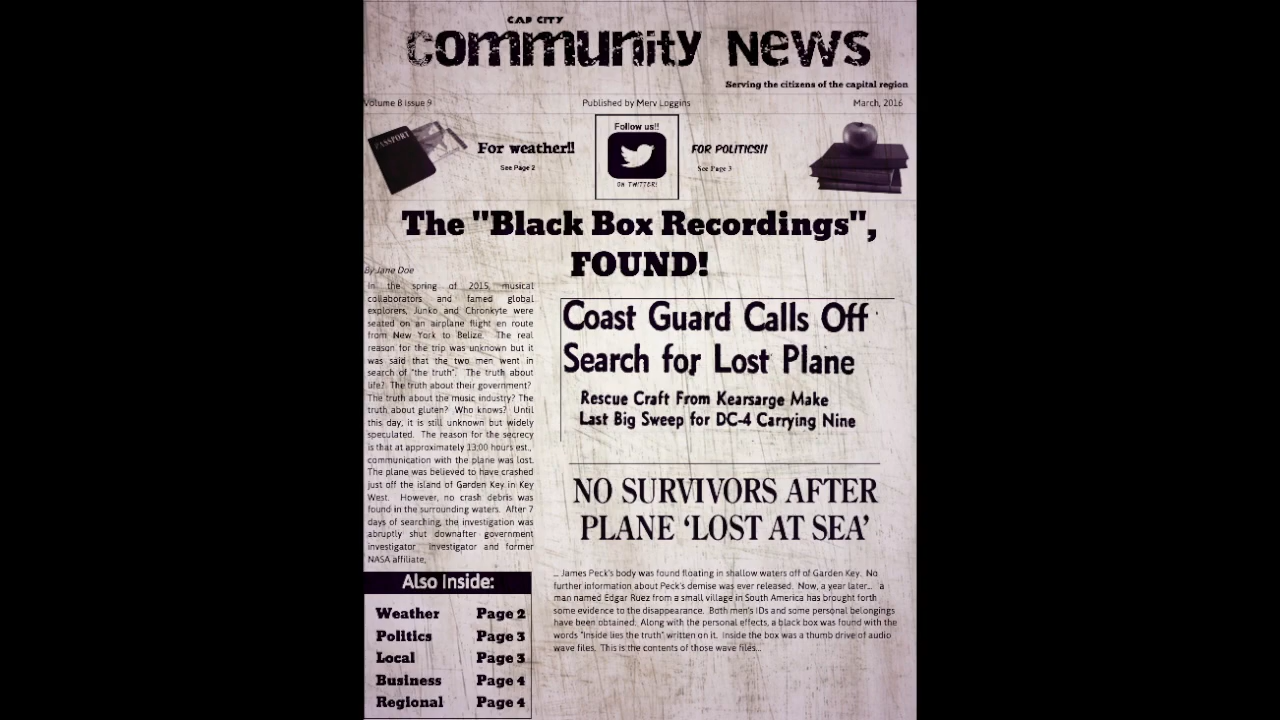 CAP CITY
community news
Serving the citizens of the capital region
Volume 8 Issue 9
Published by Merv Loggins
March, 2016
PASSPORT
For weather!!
See Page 2
Follow us!!
ON TWITTER!
FOR POLITICS!!
See Page 3
The "Black Box Recordings",
FOUND!
By Jane Doe
In the spring of 2015, musical
collaborators and famed global
explorers, Junko and Chronkyte were
seated on an airplane flight en route
from New York to Belize. The real
reason for the trip was unknown but it
was said that the two men went in
search of "the truth". The truth about
life? The truth about their government?
The truth about the music industry? The
truth about gluten? Who knows? Until
this day, it is still unknown but widely
speculated. The reason for the secrecy
is that at approximately 13:00 hours est.,
communication with the plane was lost.
The plane was believed to have crashed
just off the island of Garden Key in Key
West. However, no crash debris was
found in the surrounding waters. After 7
days of searching, the investigation was
abruptly shut downafter government
investigator investigator and former
NASA affiliate,
Coast Guard Calls Off
Search for Lost Plane
Rescue Craft From Kearsarge Make
Last Big Sweep for DC-4 Carrying Nine
NO SURVIVORS AFTER
PLANE ‘LOST AT SEA’
... James Peck's body was found floating in shallow waters off of Garden Key. No
further information about Peck's demise was ever released. Now, a year later... a
man named Edgar Ruez from a small village in South America has brought forth
some evidence to the disappearance. Both men's IDs and some personal belongings
have been obtained. Along with the personal effects, a black box was found with the
words "Inside lies the truth" written on it. Inside the box was a thumb drive of audio
wave files. This is the contents of those wave files...
Also Inside:
Weather Page 2
Politics Page 3
Local Page 3
Business Page 4
Regional Page 4